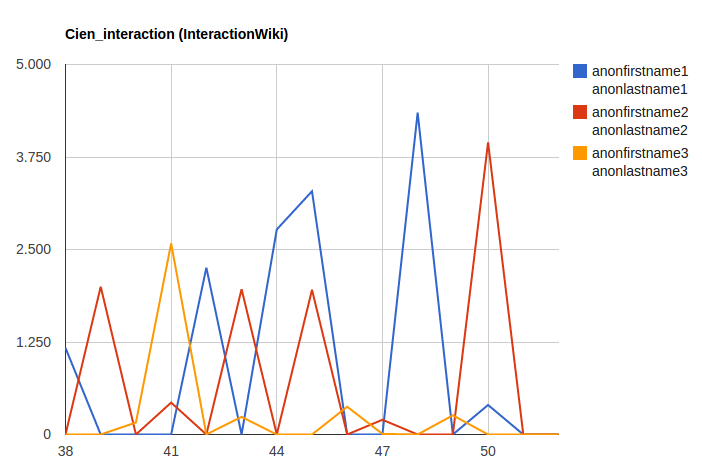 Cien_interaction (InteractionWiki)
5.000
3.750
2.500
1.250
0
38 41 44 47 50
anonfirstname1
anonlastname1
anonfirstname2
anonlastname2
anonfirstname3
anonlastname3